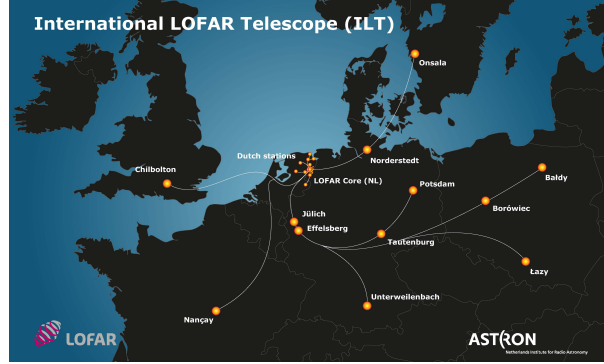 International LOFAR Telescope (ILT)
Onsala
Dutch stations
Norderstedt
Chilbolton
LOFAR Core (NL)
Potsdam
Bałdy
Borówiec
Jülich
Effelsberg
Tautenburg
Łazy
Unterweilenbach
Nançay
LOFAR
ASTRON
Netherlands Institute for Radio Astronomy